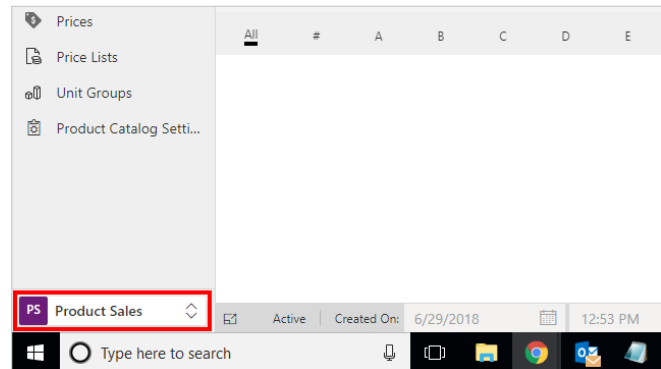 Prices
All # A B C D E
Price Lists
Unit Groups
Product Catalog Setti...
PS Product Sales
Active Created On: 6/29/2018 12:53 PM
Type here to search